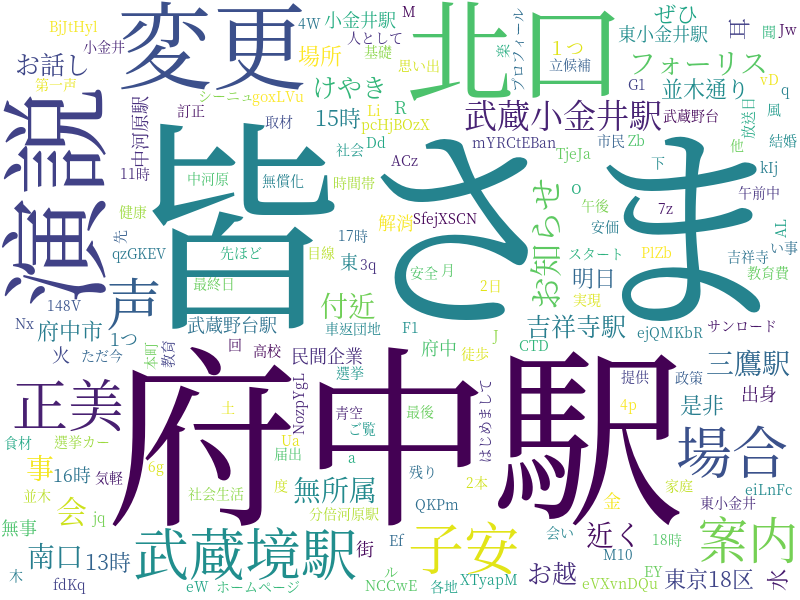 BjJtHyl
変更
4W
小金井駅
M
北口
ぜひ
耳
聞
Jw
小金井
お話し
場所
人として
基礎
楽
プロフィール
１つ
立候補
東小金井駅
フォーリス
第一声
けやき
思い出
G1
並木通り
vD
q
シーニュ
goxLVu
演説
中河原駅
訂正
15時
Li
R
武蔵小金井駅
武蔵野台
放送日
風
取材
pcHjBOzX
mYRCtEBan
市民
Zb
他
結婚
11時
社会
Dd
TjeJa
下
kIj
皆さま
中河原
無償化
時間帯
ACz
o
午後
7z
午前中
健康
解消
SfejXSCN
お知らせ
安価
PlZb
AL
先
17時
qzGKEV
先ほど
目線
東
3q
安全
月
スタート
吉祥寺
い事
最終日
2日
明日
実現
教育費
声
148V
付近
Nx
府中市
1つ
武蔵野台駅
車返団地
F1
J
吉祥寺駅
ejQMKbR
サンロード
火
ただ今
本町
教育
回
高校
民間企業
府中
徒歩
CTD
三鷹駅
選挙
提供
政策
正美
府中駅
NozpYgL
青空
最後
はじめまして
4p
是非
出身
土
ご覧
場合
食材
選挙カー
事
Ua
届出
a
16時
気軽
6g
度
残り
金
家庭
並木
社会生活
無所属
2本
eiLnFc
無事
会
jq
分倍河原駅
QKPm
東小金井
街
Ef
子安
会い
近く
18時
案内
南口
13時
武蔵境駅
M10
木
fdKq
eW
ホームページ
ル
NCCwE
各地
XTyapM
お越
eVXvnDQu
EY
東京18区
水